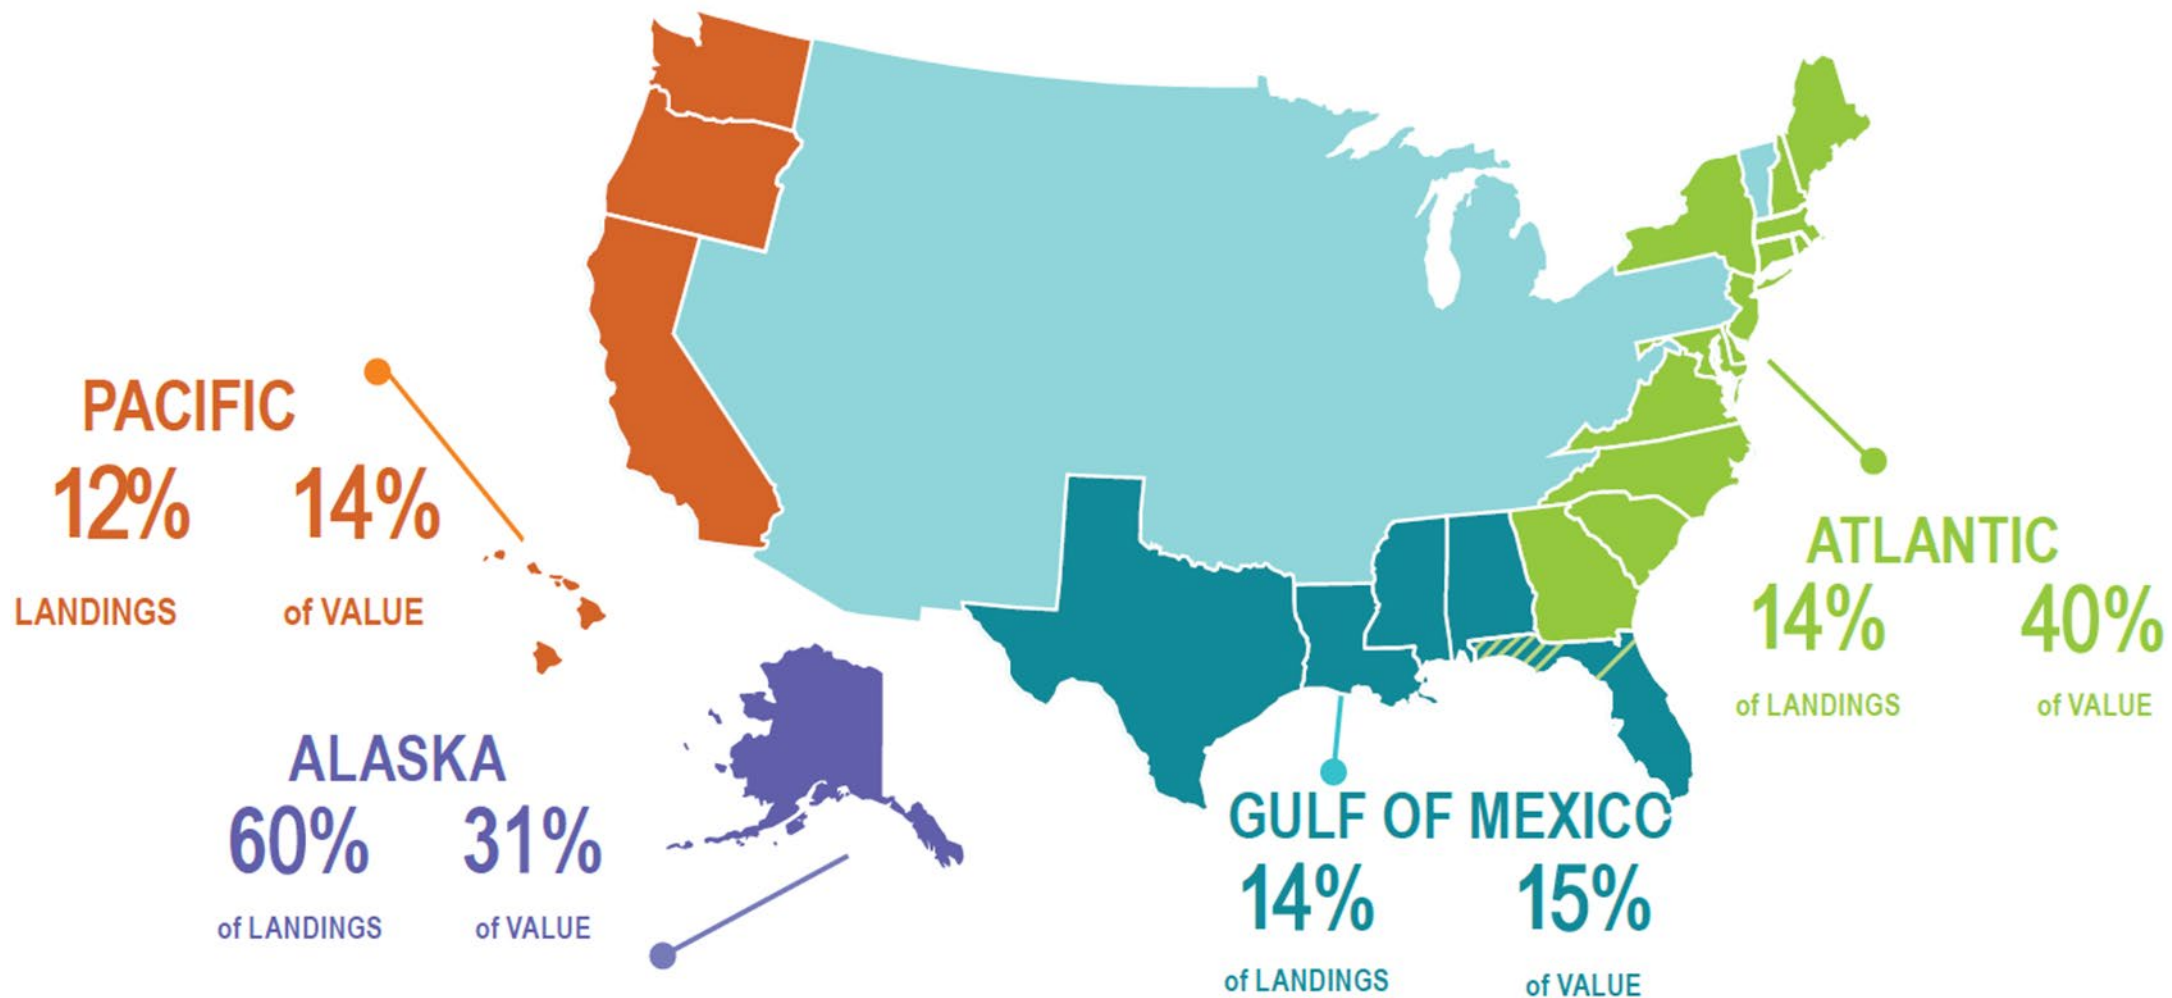 PACIFIC
12% 14%
LANDINGS of VALUE
ALASKA
60% 31%
of LANDINGS of VALUE
GULF OF MEXICO
14% 15%
of LANDINGS of VALUE
ATLANTIC
14% 40%
of LANDINGS of VALUE